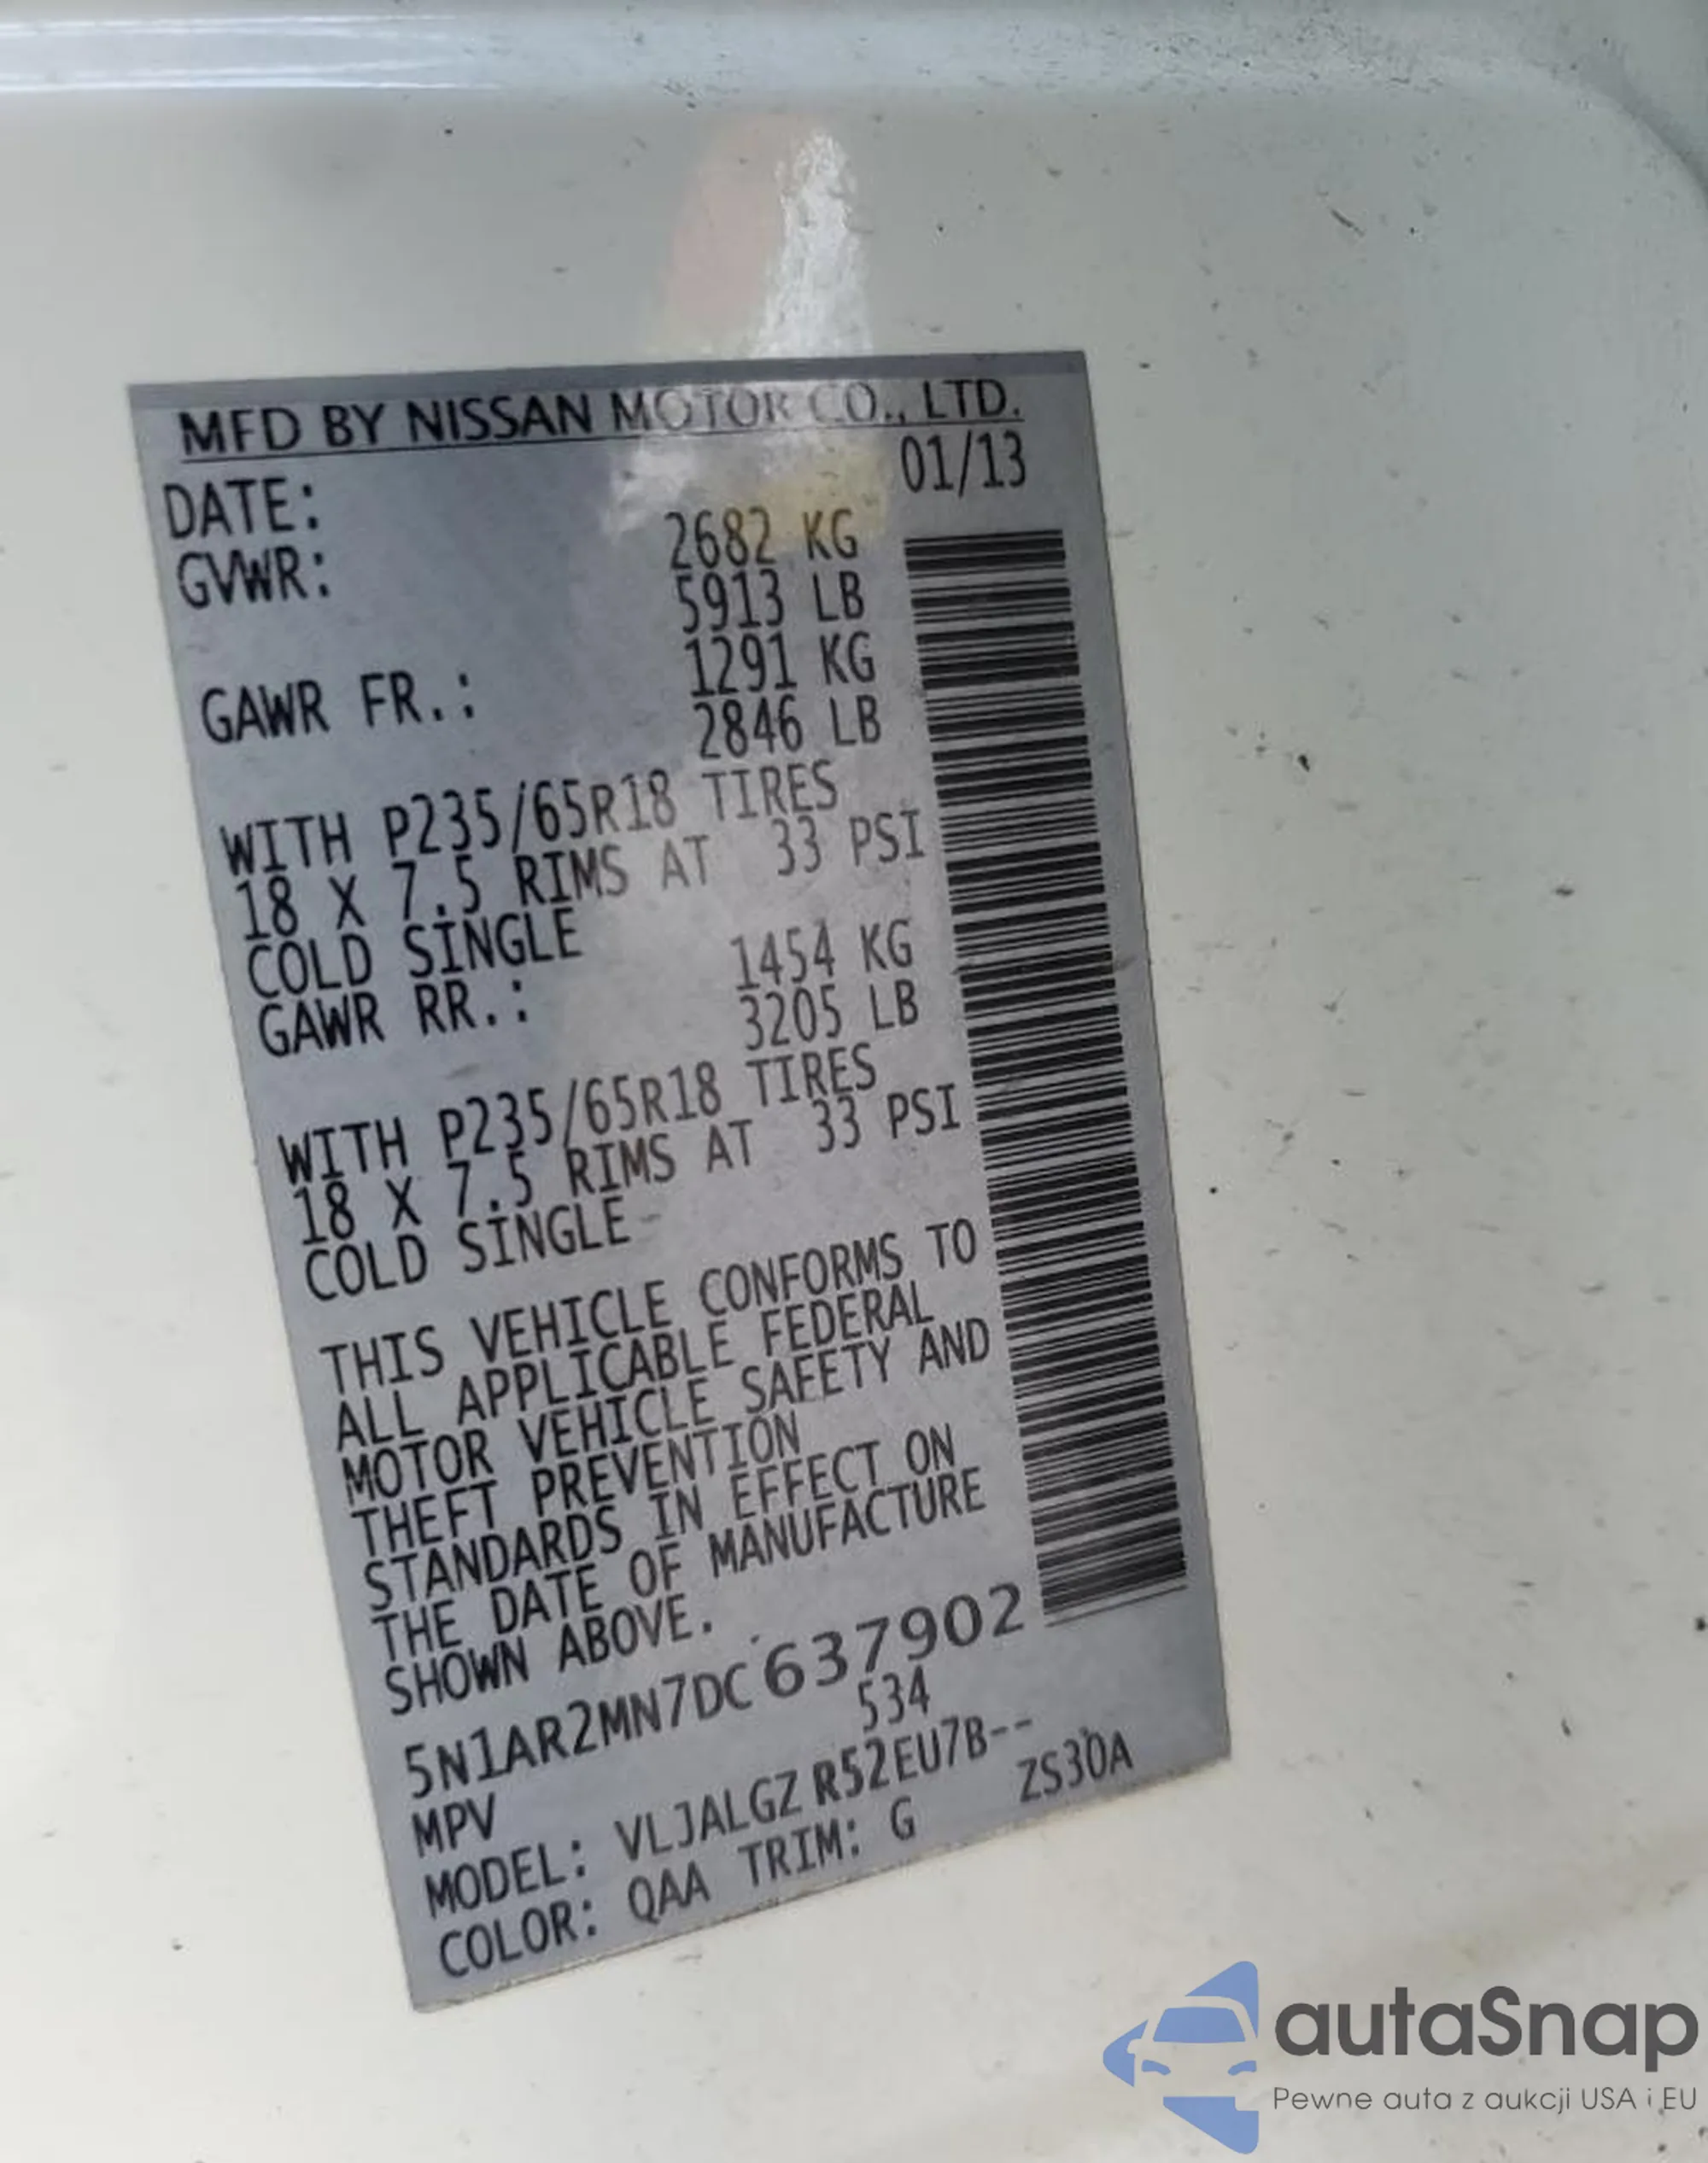 MFD BY NISSAN MOTOR CO., LTD.
DATE: 01/13
GVWR: 2682 KG
5913 LB
GAWR FR.: 1291 KG
2846 LB
WITH P235/65R18 TIRES
18 X 7.5 RIMS AT 33 PSI
COLD SINGLE
GAWR RR.: 1454 KG
3205 LB
WITH P235/65R18 TIRES
18 X 7.5 RIMS AT 33 PSI
COLD SINGLE
THIS VEHICLE CONFORMS TO
ALL APPLICABLE FEDERAL
MOTOR VEHICLE SAFETY AND
THEFT PREVENTION
STANDARDS IN EFFECT ON
THE DATE OF MANUFACTURE
SHOWN ABOVE.
5N1AR2MN7DC637902
MPV 534
MODEL: VLJALGZ R52EU7B--
COLOR: QAA TRIM: G ZS30A
autaSnap
Pewne auta z aukcji USA i EU